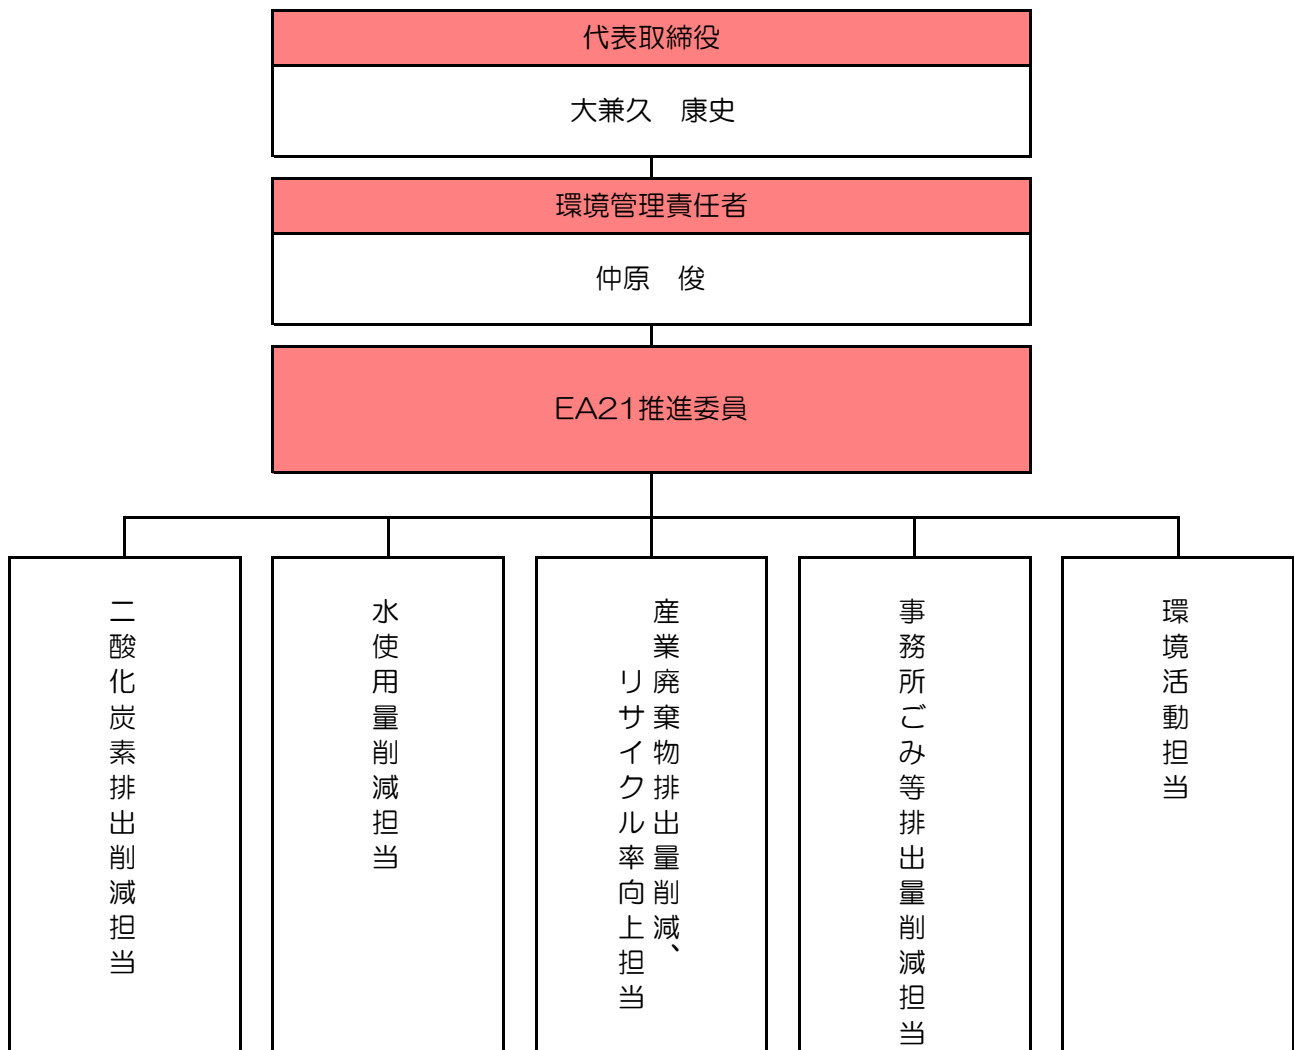 代表取締役
大兼久　康史
環境管理責任者
仲原　俊
EA21推進委員
二酸化炭素排出削減担当
水使用量削減担当
産業廃棄物排出量削減、
リサイクル率向上担当
事務所ごみ等排出量削減担当
環境活動担当